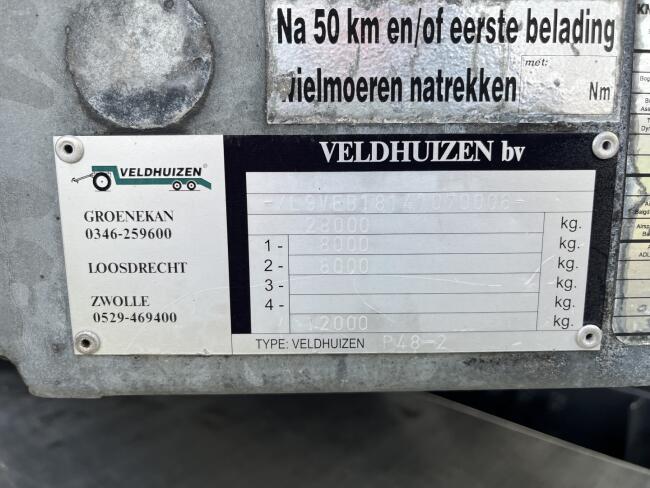 Na 50 km en/of eerste belading
wielmoeren natrekken
met:
Nm
VELDHUIZEN
GROENEKAN
0346-259600
LOOSDRECHT
ZWOLLE
0529-469400
VELDHUIZEN bv
28000 kg.
1 - 8000 kg.
2 - 8000 kg.
3 - kg.
4 - kg.
12000 kg.
TYPE: VELDHUIZEN P48-2